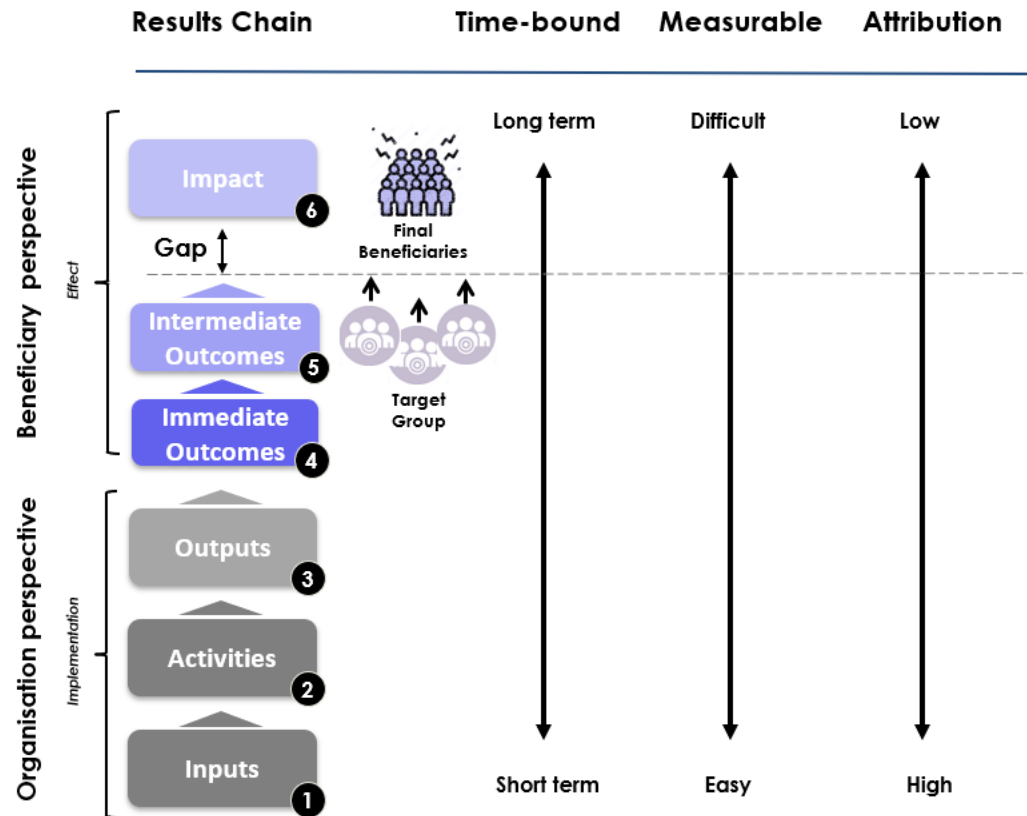 Results Chain
Time-bound
Measurable
Attribution
Beneficiary perspective
Effect
Long term
Difficult
Low
Impact
6
Final
Beneficiaries
Gap
Intermediate
Outcomes
5
Target
Group
Immediate
Outcomes
4
Organisation perspective
Implementation
Outputs
3
Activities
2
Inputs
1
Short term
Easy
High